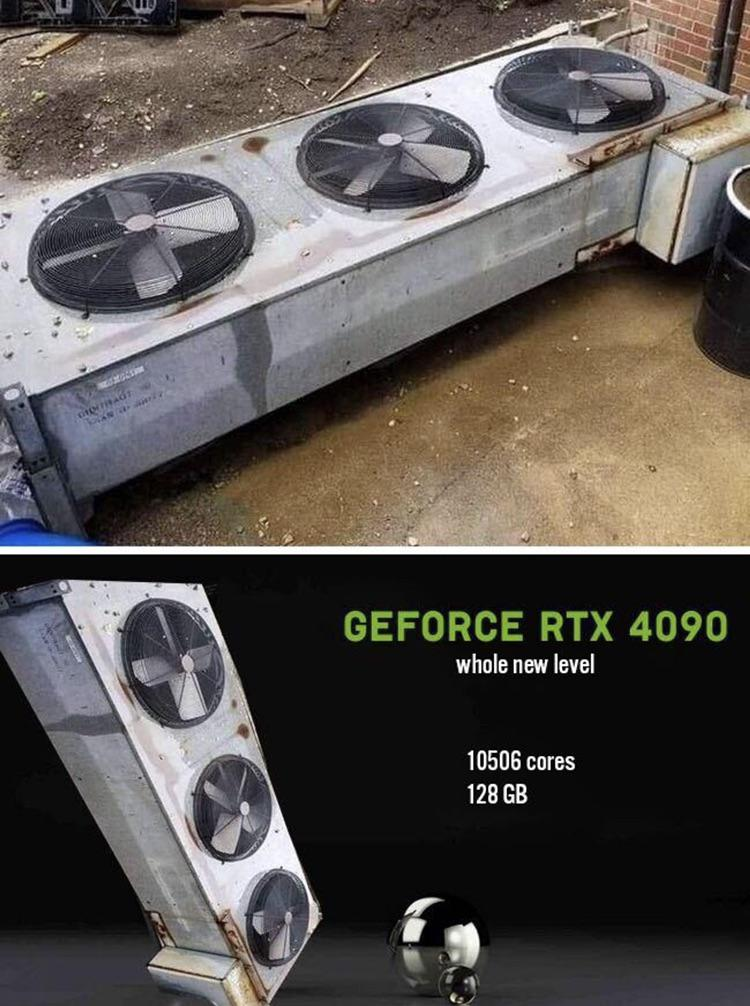 GEFORCE RTX 4090
whole new level
10506 cores
128 GB